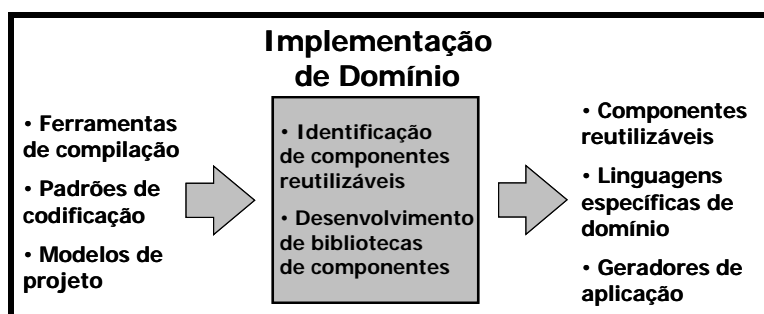 Implementação
de Domínio
• Ferramentas
de compilação
• Padrões de
codificação
• Modelos de
projeto
• Identificação
de componentes
reutilizáveis
• Desenvolvimento
de bibliotecas
de componentes
• Componentes
reutilizáveis
• Linguagens
específicas de
domínio
• Geradores de
aplicação